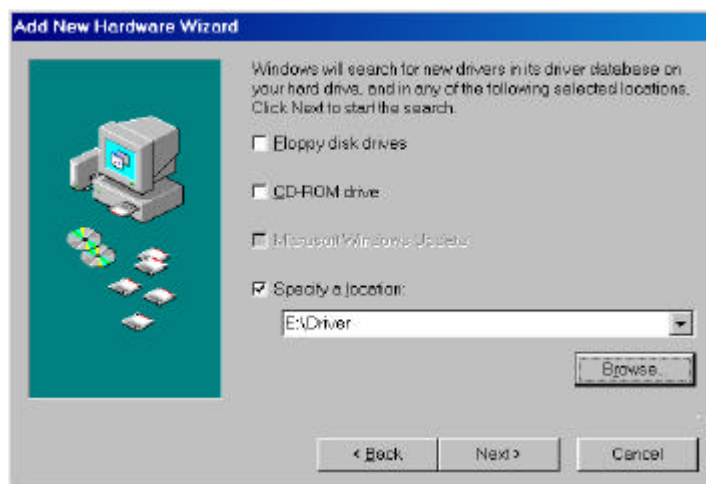 Add New Hardware Wizard
Windows will search for new drivers in its driver database on
your hard drive, and in any of the following selected locations.
Click Next to start the search.
Floppy disk drives
CD-ROM drive
Microsoft Windows Update
Specify a location:
E:\Driver
Browse...
< Back
Next >
Cancel